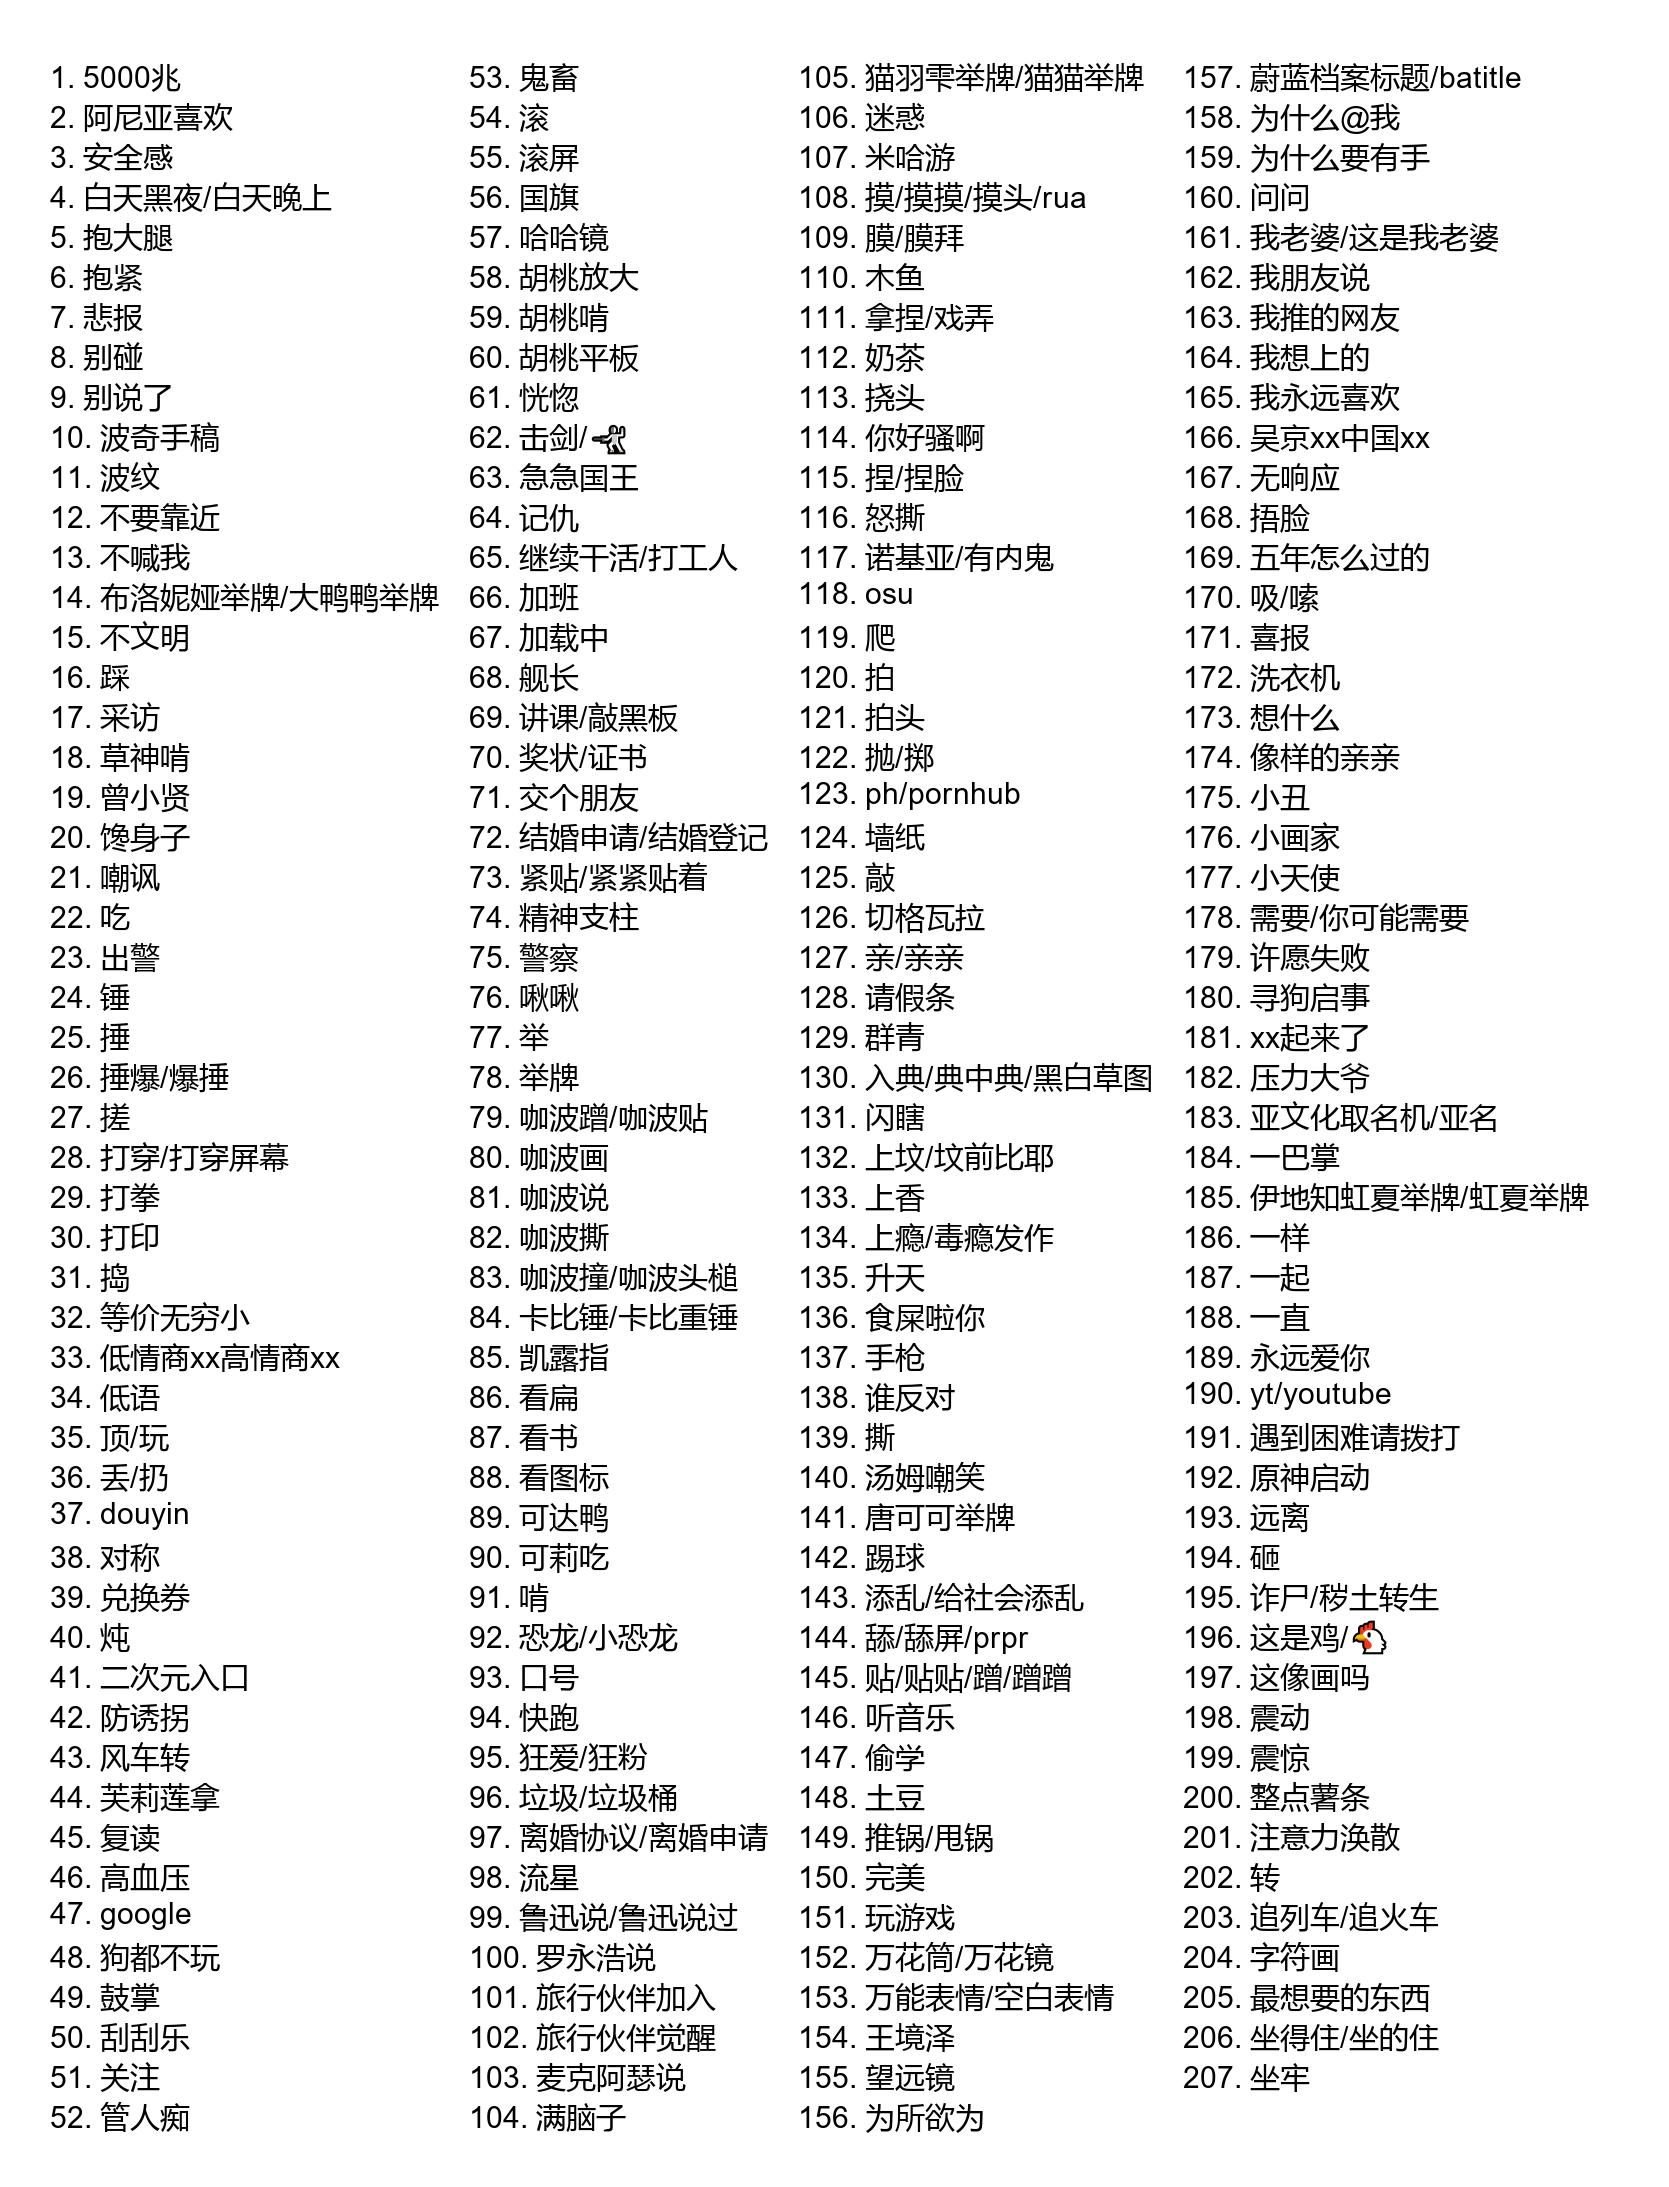 1. 5000兆
2. 阿尼亚喜欢
3. 安全感
4. 白天黑夜/白天晚上
5. 抱大腿
6. 抱紧
7. 悲报
8. 别碰
9. 别说了
10. 波奇手稿
11. 波纹
12. 不要靠近
13. 不喊我
14. 布洛妮娅举牌/大鸭鸭举牌
15. 不文明
16. 踩
17. 采访
18. 草神啃
19. 曾小贤
20. 馋身子
21. 嘲讽
22. 吃
23. 出警
24. 锤
25. 捶
26. 捶爆/爆捶
27. 搓
28. 打穿/打穿屏幕
29. 打拳
30. 打印
31. 捣
32. 等价无穷小
33. 低情商xx高情商xx
34. 低语
35. 顶/玩
36. 丢/扔
37. douyin
38. 对称
39. 兑换券
40. 炖
41. 二次元入口
42. 防诱拐
43. 风车转
44. 芙莉莲拿
45. 复读
46. 高血压
47. google
48. 狗都不玩
49. 鼓掌
50. 刮刮乐
51. 关注
52. 管人痴
53. 鬼畜
54. 滚
55. 滚屏
56. 国旗
57. 哈哈镜
58. 胡桃放大
59. 胡桃啃
60. 胡桃平板
61. 恍惚
62. 击剑/🤺
63. 急急国王
64. 记仇
65. 继续干活/打工人
66. 加班
67. 加载中
68. 舰长
69. 讲课/敲黑板
70. 奖状/证书
71. 交个朋友
72. 结婚申请/结婚登记
73. 紧贴/紧紧贴着
74. 精神支柱
75. 警察
76. 啾啾
77. 举
78. 举牌
79. 咖波蹭/咖波贴
80. 咖波画
81. 咖波说
82. 咖波撕
83. 咖波撞/咖波头槌
84. 卡比锤/卡比重锤
85. 凯露指
86. 看扁
87. 看书
88. 看图标
89. 可达鸭
90. 可莉吃
91. 啃
92. 恐龙/小恐龙
93. 口号
94. 快跑
95. 狂爱/狂粉
96. 垃圾/垃圾桶
97. 离婚协议/离婚申请
98. 流星
99. 鲁迅说/鲁迅说过
100. 罗永浩说
101. 旅行伙伴加入
102. 旅行伙伴觉醒
103. 麦克阿瑟说
104. 满脑子
105. 猫羽雫举牌/猫猫举牌
106. 迷惑
107. 米哈游
108. 摸/摸摸/摸头/rua
109. 膜/膜拜
110. 木鱼
111. 拿捏/戏弄
112. 奶茶
113. 挠头
114. 你好骚啊
115. 捏/捏脸
116. 怒撕
117. 诺基亚/有内鬼
118. osu
119. 爬
120. 拍
121. 拍头
122. 抛/掷
123. ph/pornhub
124. 墙纸
125. 敲
126. 切格瓦拉
127. 亲/亲亲
128. 请假条
129. 群青
130. 入典/典中典/黑白草图
131. 闪瞎
132. 上坟/坟前比耶
133. 上香
134. 上瘾/毒瘾发作
135. 升天
136. 食屎啦你
137. 手枪
138. 谁反对
139. 撕
140. 汤姆嘲笑
141. 唐可可举牌
142. 踢球
143. 添乱/给社会添乱
144. 舔/舔屏/prpr
145. 贴/贴贴/蹭/蹭蹭
146. 听音乐
147. 偷学
148. 土豆
149. 推锅/甩锅
150. 完美
151. 玩游戏
152. 万花筒/万花镜
153. 万能表情/空白表情
154. 王境泽
155. 望远镜
156. 为所欲为
157. 蔚蓝档案标题/batitle
158. 为什么@我
159. 为什么要有手
160. 问问
161. 我老婆/这是我老婆
162. 我朋友说
163. 我推的网友
164. 我想上的
165. 我永远喜欢
166. 吴京xx中国xx
167. 无响应
168. 捂脸
169. 五年怎么过的
170. 吸/嗦
171. 喜报
172. 洗衣机
173. 想什么
174. 像样的亲亲
175. 小丑
176. 小画家
177. 小天使
178. 需要/你可能需要
179. 许愿失败
180. 寻狗启事
181. xx起来了
182. 压力大爷
183. 亚文化取名机/亚名
184. 一巴掌
185. 伊地知虹夏举牌/虹夏举牌
186. 一样
187. 一起
188. 一直
189. 永远爱你
190. yt/youtube
191. 遇到困难请拨打
192. 原神启动
193. 远离
194. 砸
195. 诈尸/秽土转生
196. 这是鸡/🐔
197. 这像画吗
198. 震动
199. 震惊
200. 整点薯条
201. 注意力涣散
202. 转
203. 追列车/追火车
204. 字符画
205. 最想要的东西
206. 坐得住/坐的住
207. 坐牢